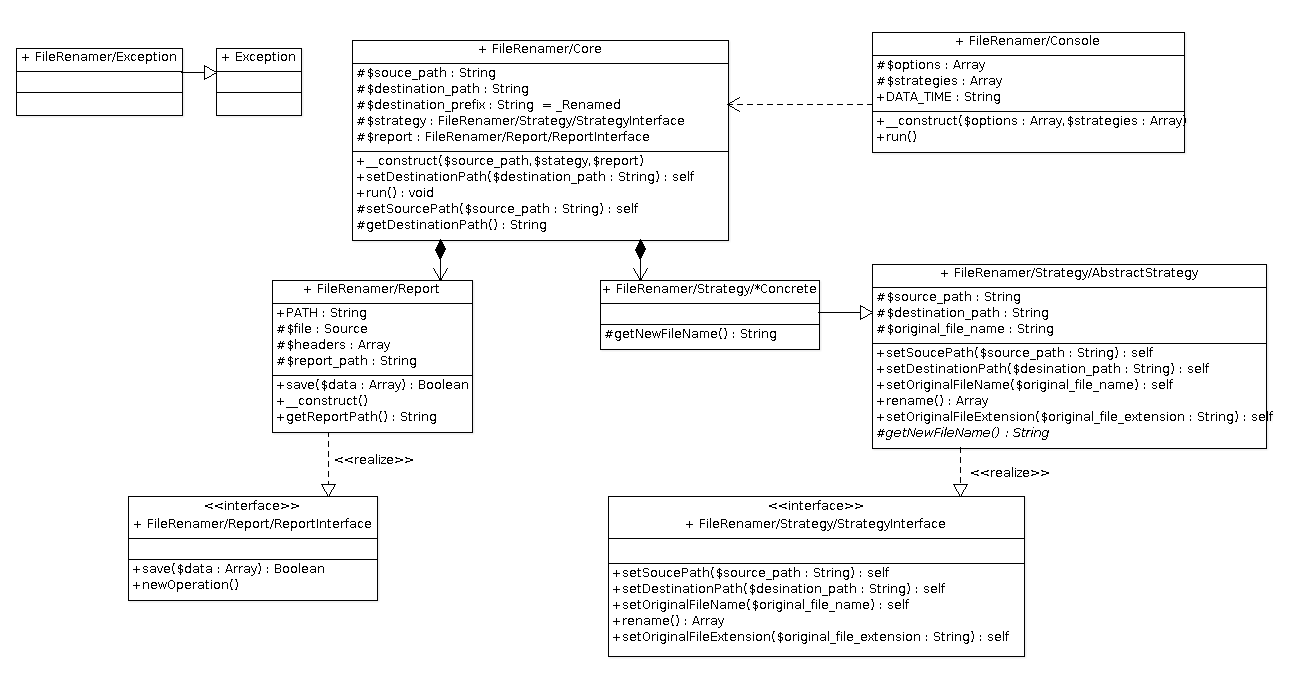 + FileRenamer/Exception
+ Exception
+ FileRenamer/Core
#$souce_path : String
#$destination_path : String
#$destination_prefix : String = _Renamed
#$strategy : FileRenamer/Strategy/StrategyInterface
#$report : FileRenamer/Report/ReportInterface
+__construct($source_path,$stategy,$report)
+setDestinationPath($destination_path : String) : self
+run() : void
#setSourcePath($source_path : String) : self
#getDestinationPath() : String
+ FileRenamer/Console
#$options : Array
#$strategies : Array
+DATA_TIME : String
+__construct($options : Array,$strategies : Array)
+run()
+ FileRenamer/Report
+PATH : String
#$file : Source
#$headers : Array
#$report_path : String
+save($data : Array) : Boolean
+__construct()
+getReportPath() : String
+ FileRenamer/Strategy/*Concrete
#getNewFileName() : String
+ FileRenamer/Strategy/AbstractStrategy
#$source_path : String
#$destination_path : String
#$original_file_name : String
+setSoucePath($source_path : String) : self
+setDestinationPath($desination_path : String) : self
+setOriginalFileName($original_file_name) : self
+rename() : Array
+setOriginalFileExtension($original_file_extension : String) : self
#getNewFileName() : String
<<realize>>
<<realize>>
<<interface>>
+ FileRenamer/Report/ReportInterface
+save($data : Array) : Boolean
+newOperation()
<<interface>>
+ FileRenamer/Strategy/StrategyInterface
+setSoucePath($source_path : String) : self
+setDestinationPath($desination_path : String) : self
+setOriginalFileName($original_file_name) : self
+rename() : Array
+setOriginalFileExtension($original_file_extension : String) : self